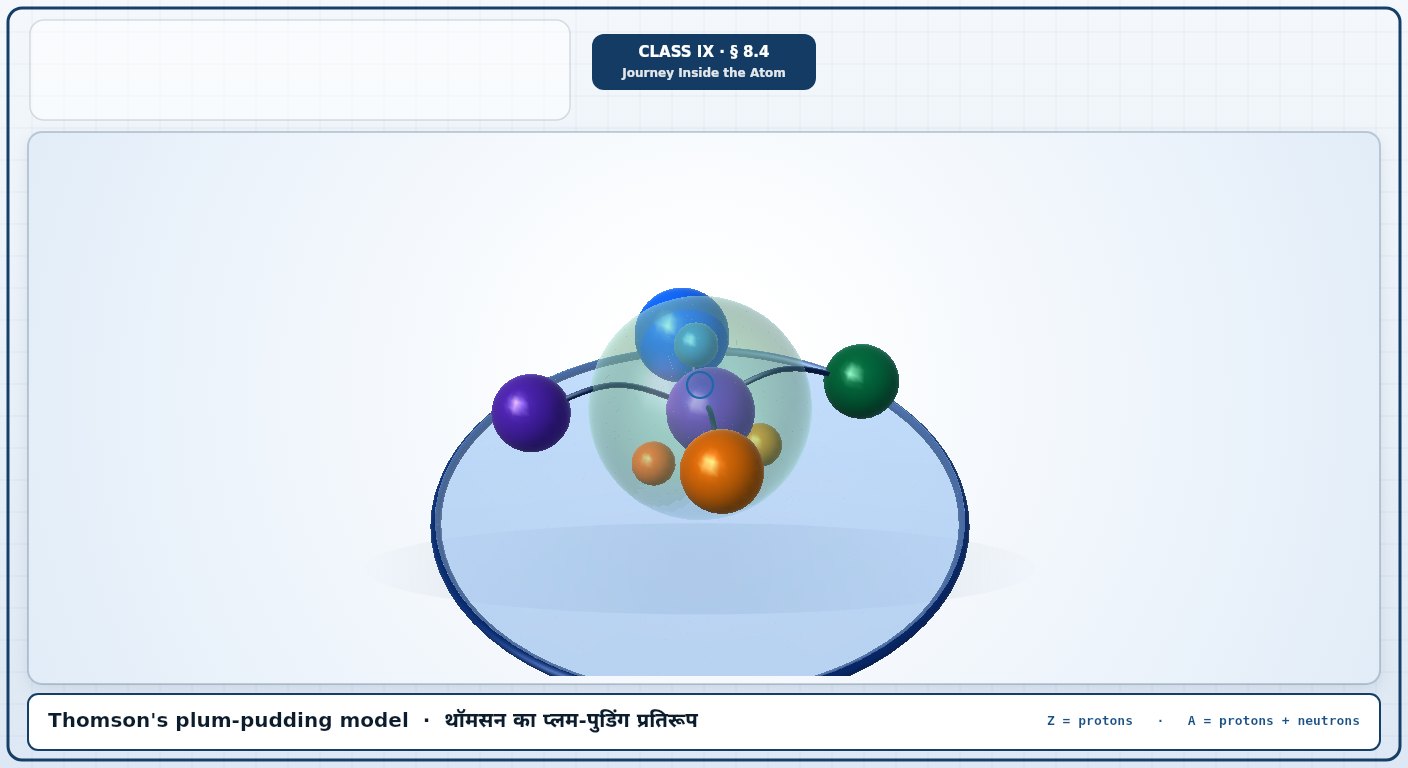 CLASS IX · § 8.4
Journey Inside the Atom
Thomson's plum-pudding model · थॉमसन का प्लम-पुडिंग प्रतिरूप
Z = protons · A = protons + neutrons